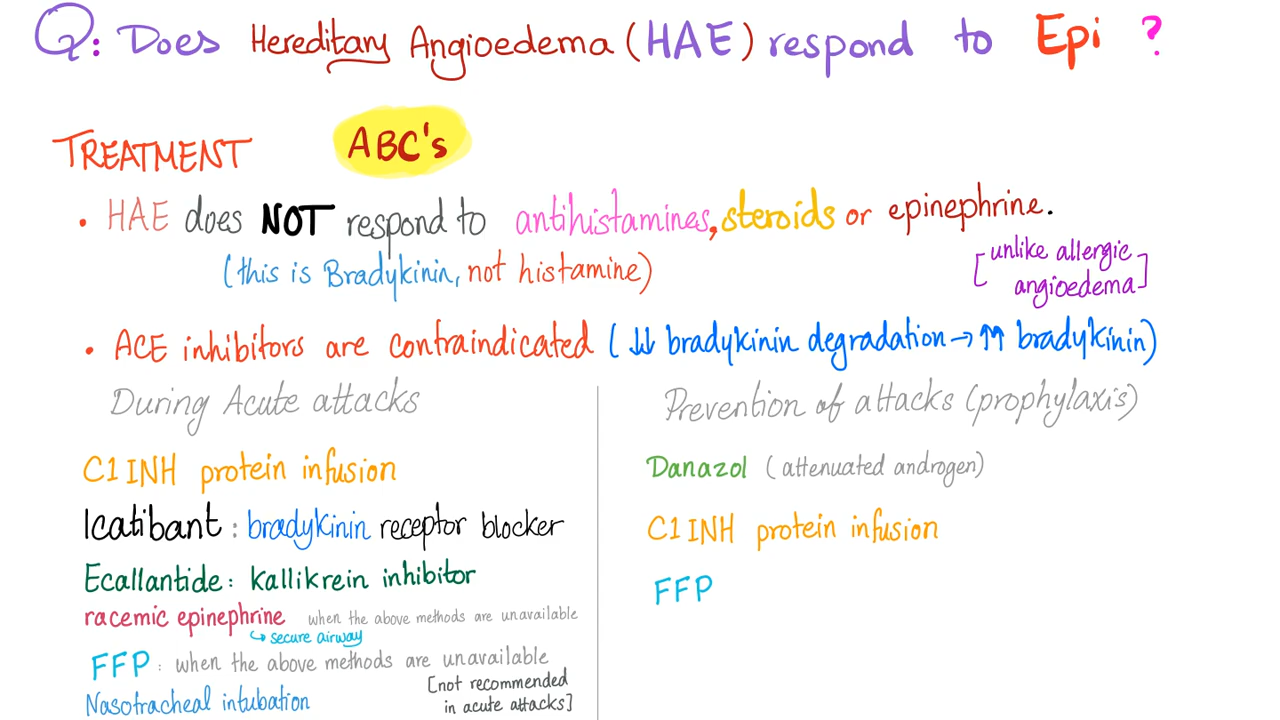 Q: Does Hereditary Angioedema (HAE) respond to Epi ?
TREATMENT ABC's
• HAE does NOT respond to antihistamines, steroids or epinephrine.
(this is Bradykinin, not histamine)
[unlike allergic
angioedema]
• ACE inhibitors are contraindicated (↓↓ bradykinin degradation → ↑↑ bradykinin)
During Acute attacks
C1 INH protein infusion
Icatibant : bradykinin receptor blocker
Ecallantide: Kallikrein inhibitor
racemic epinephrine when the above methods are unavailable
↳ secure airway
FFP : when the above methods are unavailable
[not recommended
in acute attacks]
Nasotracheal intubation
Prevention of attacks (prophylaxis)
Danazol (attenuated androgen)
C1 INH protein infusion
FFP